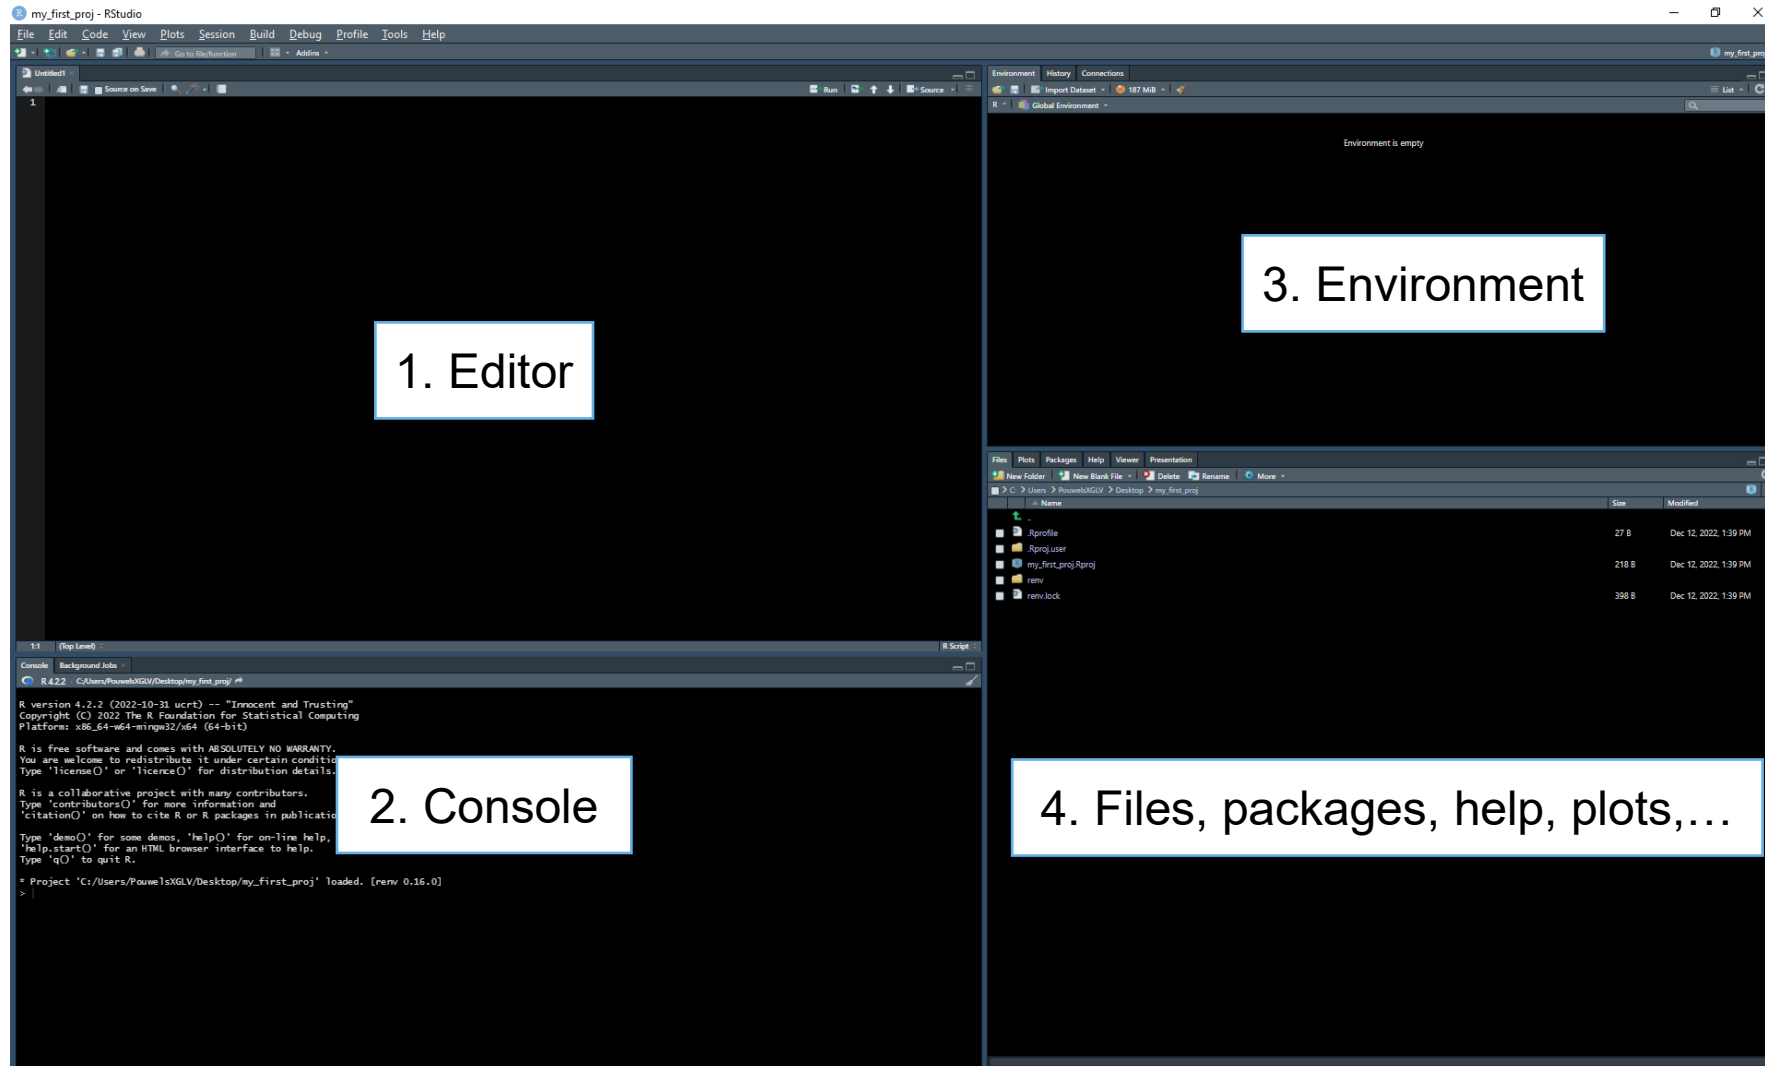 my_first_proj - RStudio
File Edit Code View Plots Session Build Debug Profile Tools Help
Go to file/function Addins
my_first_pro
Untitled1
Source on Save Run Source
1
1. Editor
1:1 (Top Level) R Script
Console Background Jobs
R 4.2.2 · C:/Users/PouwelsXGLV/Desktop/my_first_proj/
R version 4.2.2 (2022-10-31 ucrt) -- "Innocent and Trusting"
Copyright (C) 2022 The R Foundation for Statistical Computing
Platform: x86_64-w64-mingw32/x64 (64-bit)
R is free software and comes with ABSOLUTELY NO WARRANTY.
You are welcome to redistribute it under certain conditio
Type 'license()' or 'licence()' for distribution details.
R is a collaborative project with many contributors.
Type 'contributors()' for more information and
'citation()' on how to cite R or R packages in publicatio
Type 'demo()' for some demos, 'help()' for on-line help,
'help.start()' for an HTML browser interface to help.
Type 'q()' to quit R.
* Project 'C:/Users/PouwelsXGLV/Desktop/my_first_proj' loaded. [renv 0.16.0]
>
2. Console
Environment History Connections
Import Dataset 187 MiB List
R Global Environment
Environment is empty
3. Environment
Files Plots Packages Help Viewer Presentation
New Folder New Blank File Delete Rename More
C: > Users > PouwelsXGLV > Desktop > my_first_proj
Name Size Modified
..
.Rprofile 27 B Dec 12, 2022, 1:39 PM
.Rproj.user
my_first_proj.Rproj 218 B Dec 12, 2022, 1:39 PM
renv
renv.lock 398 B Dec 12, 2022, 1:39 PM
4. Files, packages, help, plots,…